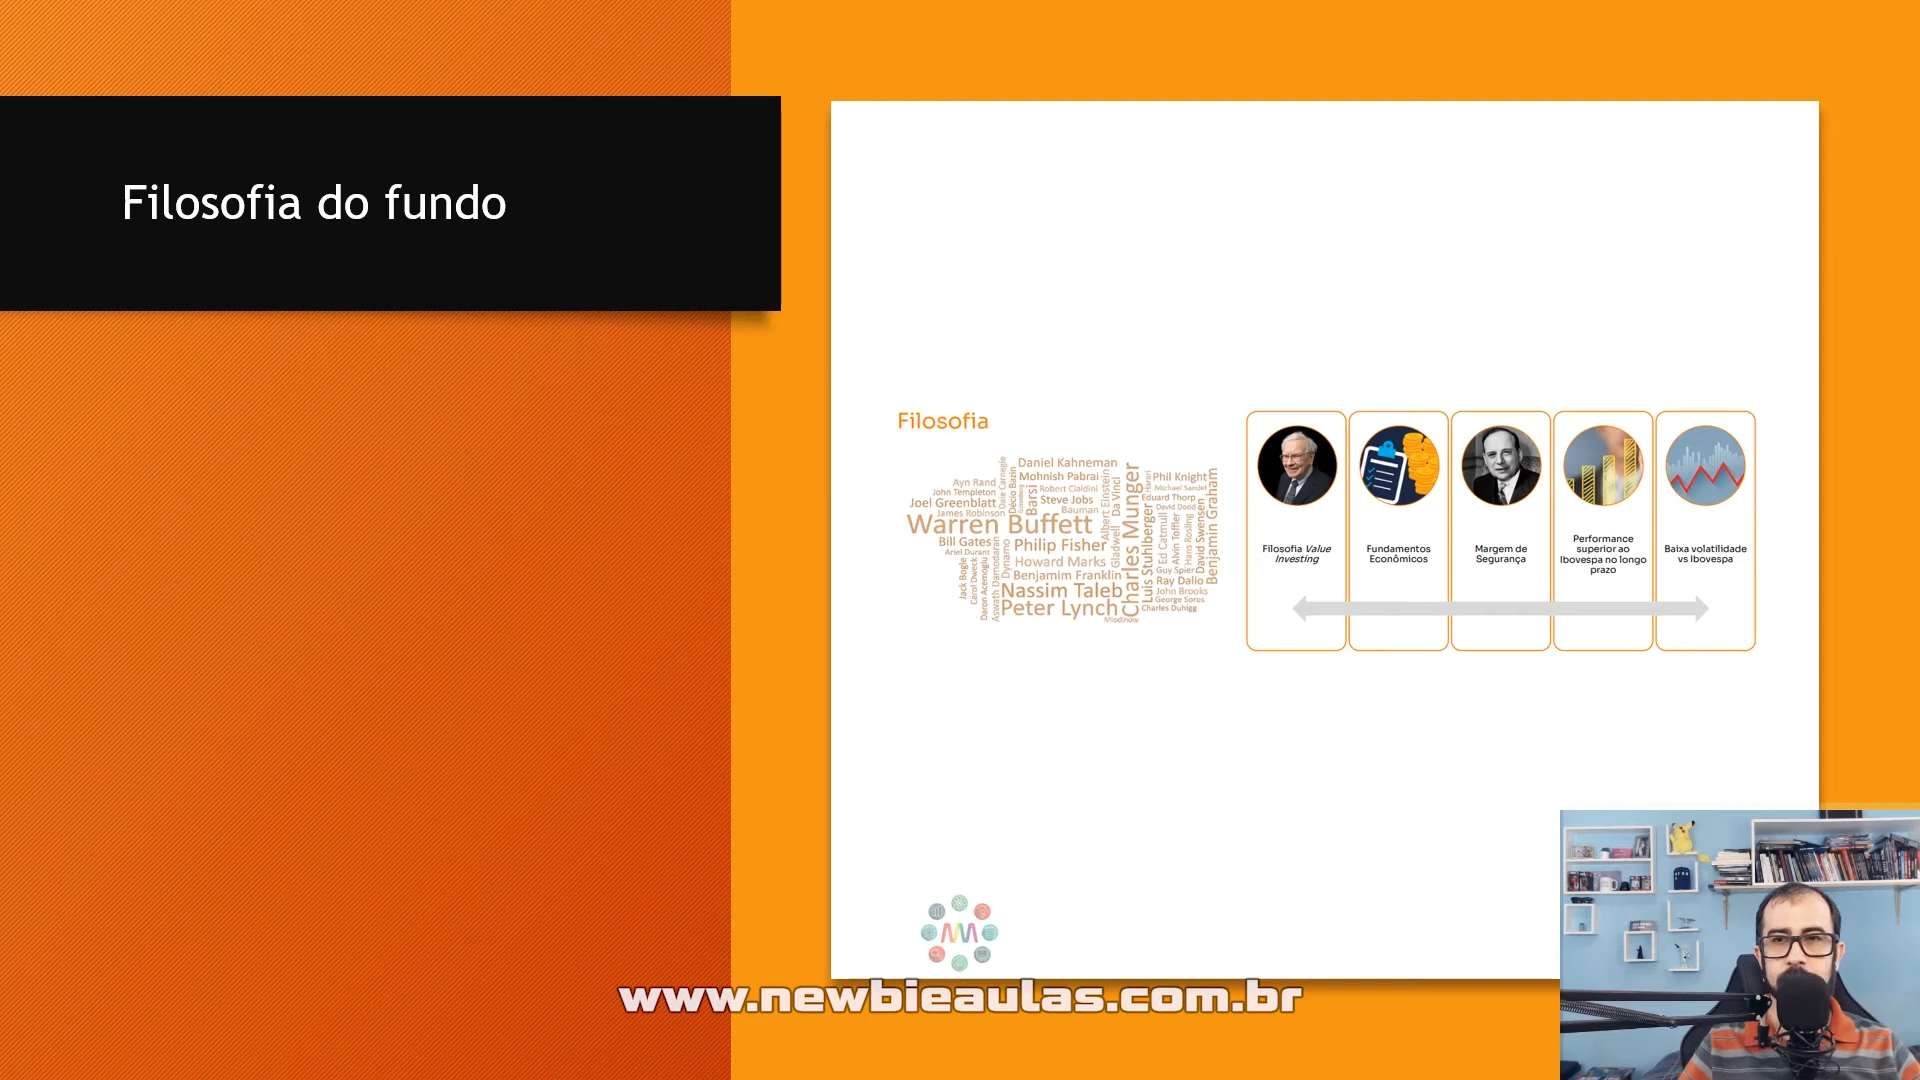 Filosofia do fundo
Filosofia
Daniel Kahneman
Mohnish Pabrai
Phil Knight
Ayn Rand
Dale Carnegie
Décio Bazin
Robert Cialdini
Michael Sandel
John Templeton
Barsi
Steve Jobs
Eduard Thorp
Joel Greenblatt
Bauman
Albert Einstein
Da Vinci
David Dodd
James Robinson
Warren Buffett
Charles Munger
Luis Stuhlberger
Ed Catmull
Alvin Toffler
Hans Rosling
David Swensen
Benjamin Graham
Bill Gates
Philip Fisher
Gladwell
Ariel Durant
Dynamo
Howard Marks
Guy Spier
Jack Bogle
Carol Dweck
Daron Acemoglu
Aswath Damodaran
Benjamim Franklin
Ray Dalio
Nassim Taleb
John Brooks
George Soros
Peter Lynch
Charles Duhigg
Mlodinow
Filosofia Value
Investing
Fundamentos
Econômicos
Margem de
Segurança
Performance
superior ao
Ibovespa no longo
prazo
Baixa volatilidade
vs Ibovespa
www.newbieaulas.com.br